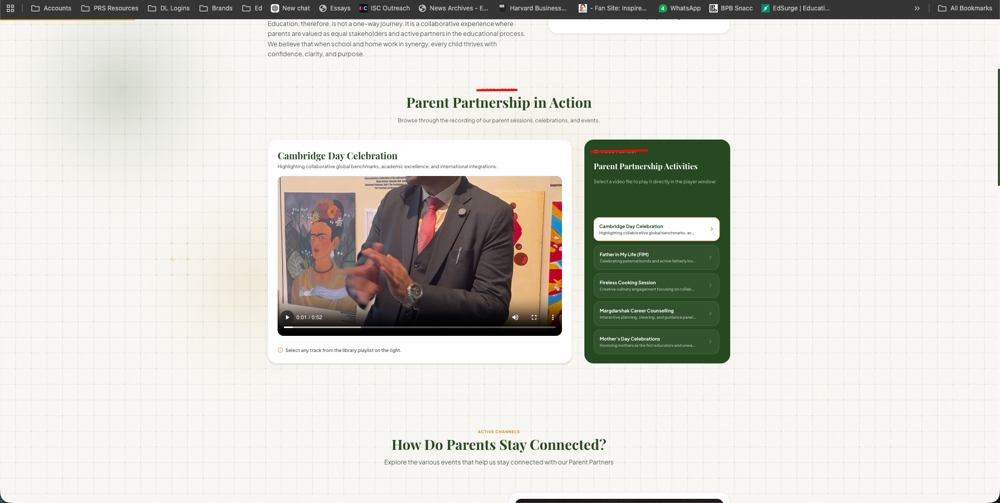 Accounts
PRS Resources
DL Logins
Brands
Ed
New chat
Essays
ISC ISC Outreach
News Archives - E...
HBR Harvard Business...
- Fan Site: Inspire...
4 WhatsApp
BPB Snacc
EdSurge | Educati...
All Bookmarks
Education, therefore, is not a one-way journey. It is a collaborative experience where
parents are valued as equal stakeholders and active partners in the educational process.
We believe that when school and home work in synergy, every child thrives with
confidence, clarity, and purpose.
VIDEO LIBRARY
Parent Partnership in Action
Browse through the recording of our parent sessions, celebrations, and events.
Cambridge Day Celebration
Highlighting collaborative global benchmarks, academic excellence, and international integrations.
0:01 / 0:52
Select any track from the library playlist on the right.
VIDEO PLAYLIST
Parent Partnership Activities
Select a video file to play it directly in the player window:
Cambridge Day Celebration
Highlighting collaborative global benchmarks, ac...
Father in My Life (FIM)
Celebrating paternal bonds and active fatherly inv...
Fireless Cooking Session
Creative culinary engagement focusing on collab...
Margdarshak Career Counselling
Interactive planning, steering, and guidance panel...
Mother's Day Celebrations
Honoring mothers as the first educators and unwa...
ACTIVE CHANNELS
How Do Parents Stay Connected?
Explore the various events that help us stay connected with our Parent Partners